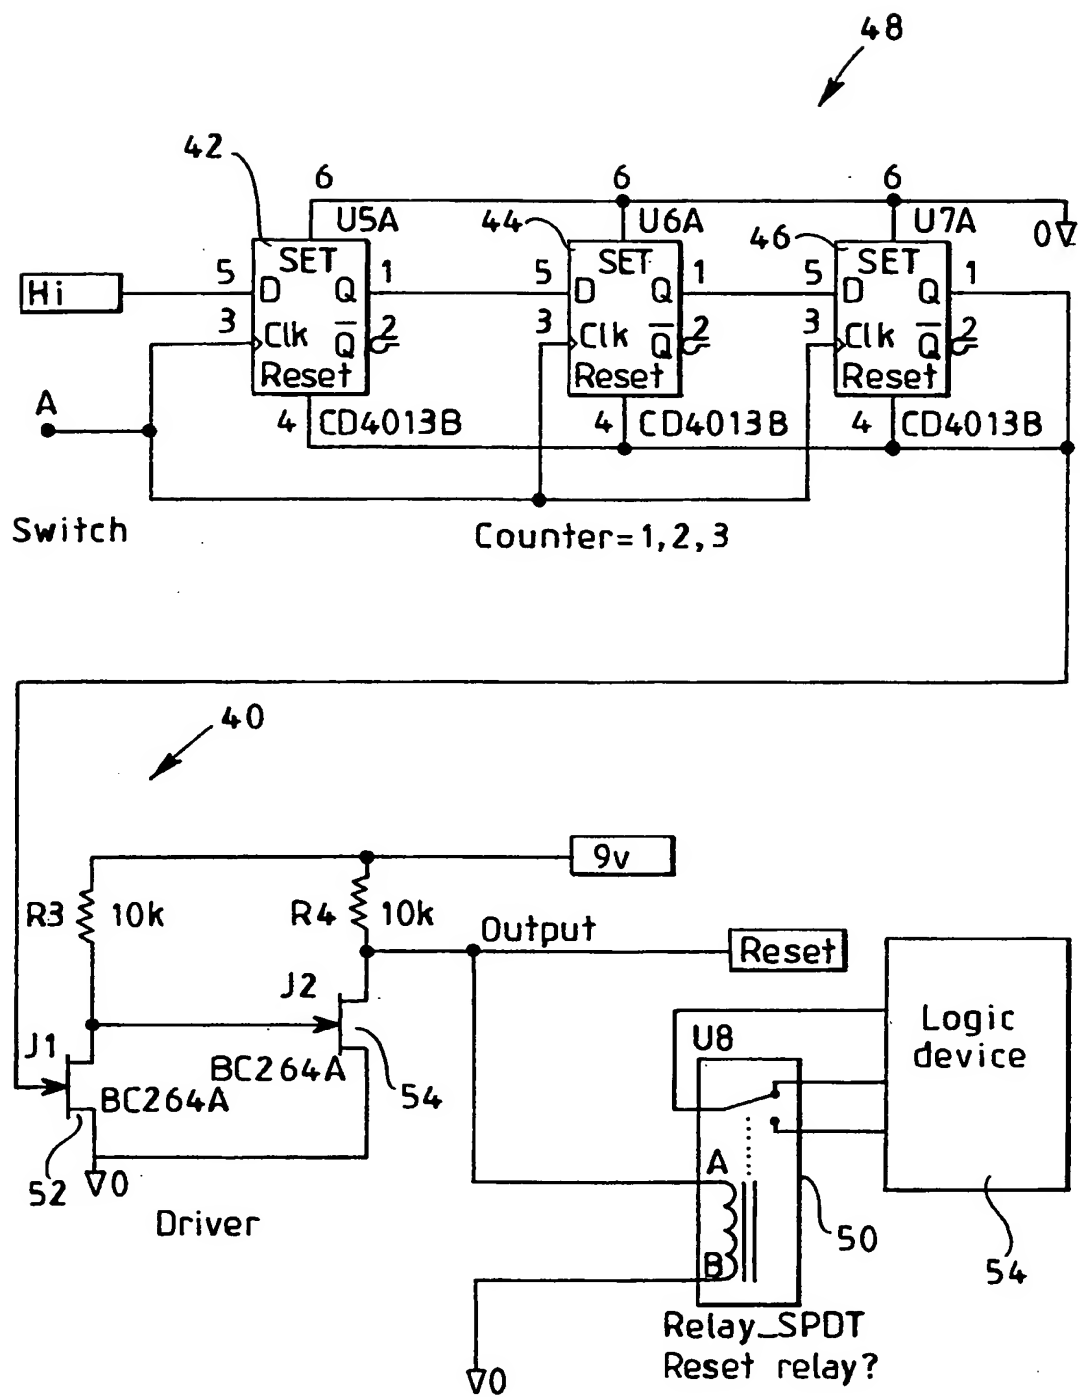 48
42
6 6 6
U5A 44 U6A 46 U7A 0
SET SET SET
Hi 5 D Q 1 5 D Q 1 5 D Q 1
3 Clk Q 2 3 Clk Q 2 3 Clk Q 2
Reset Reset Reset
A
4 CD4013B 4 CD4013B 4 CD4013B
Switch Counter=1,2,3
40
9v
R3 10k R4 10k
Output Reset
J2
Logic
device
J1 U8
BC264A BC264A 54
52 0
A
Driver
50
B
54
Relay_SPDT
Reset relay?
0